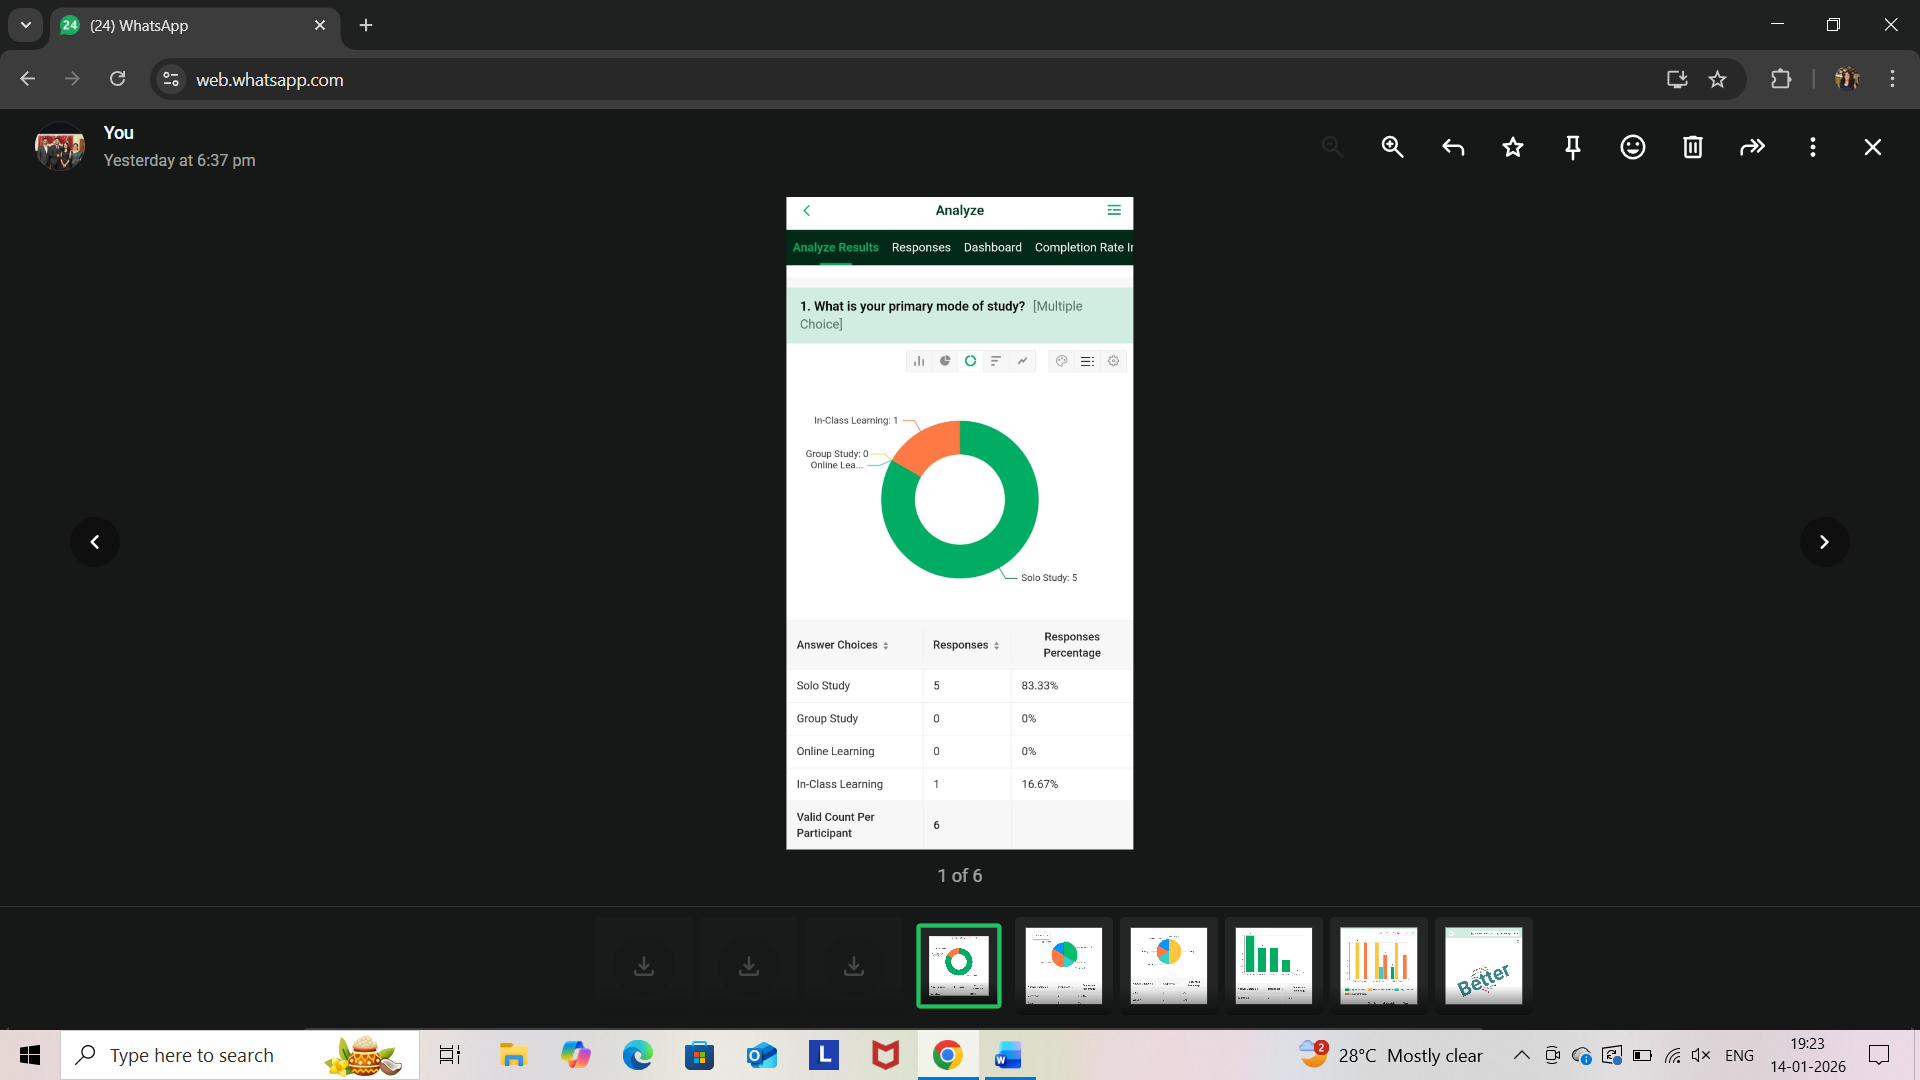 24
(24) WhatsApp
web.whatsapp.com
You
Yesterday at 6:37 pm
Analyze
Analyze Results Responses Dashboard Completion Rate In
1. What is your primary mode of study? [Multiple
Choice]
In-Class Learning: 1
Group Study: 0
Online Lea...
Solo Study: 5
Answer Choices Responses Responses
Percentage
Solo Study 5 83.33%
Group Study 0 0%
Online Learning 0 0%
In-Class Learning 1 16.67%
Valid Count Per
Participant 6
1 of 6
Better
Type here to search
L
W
2
28°C Mostly clear
ENG
19:23
14-01-2026